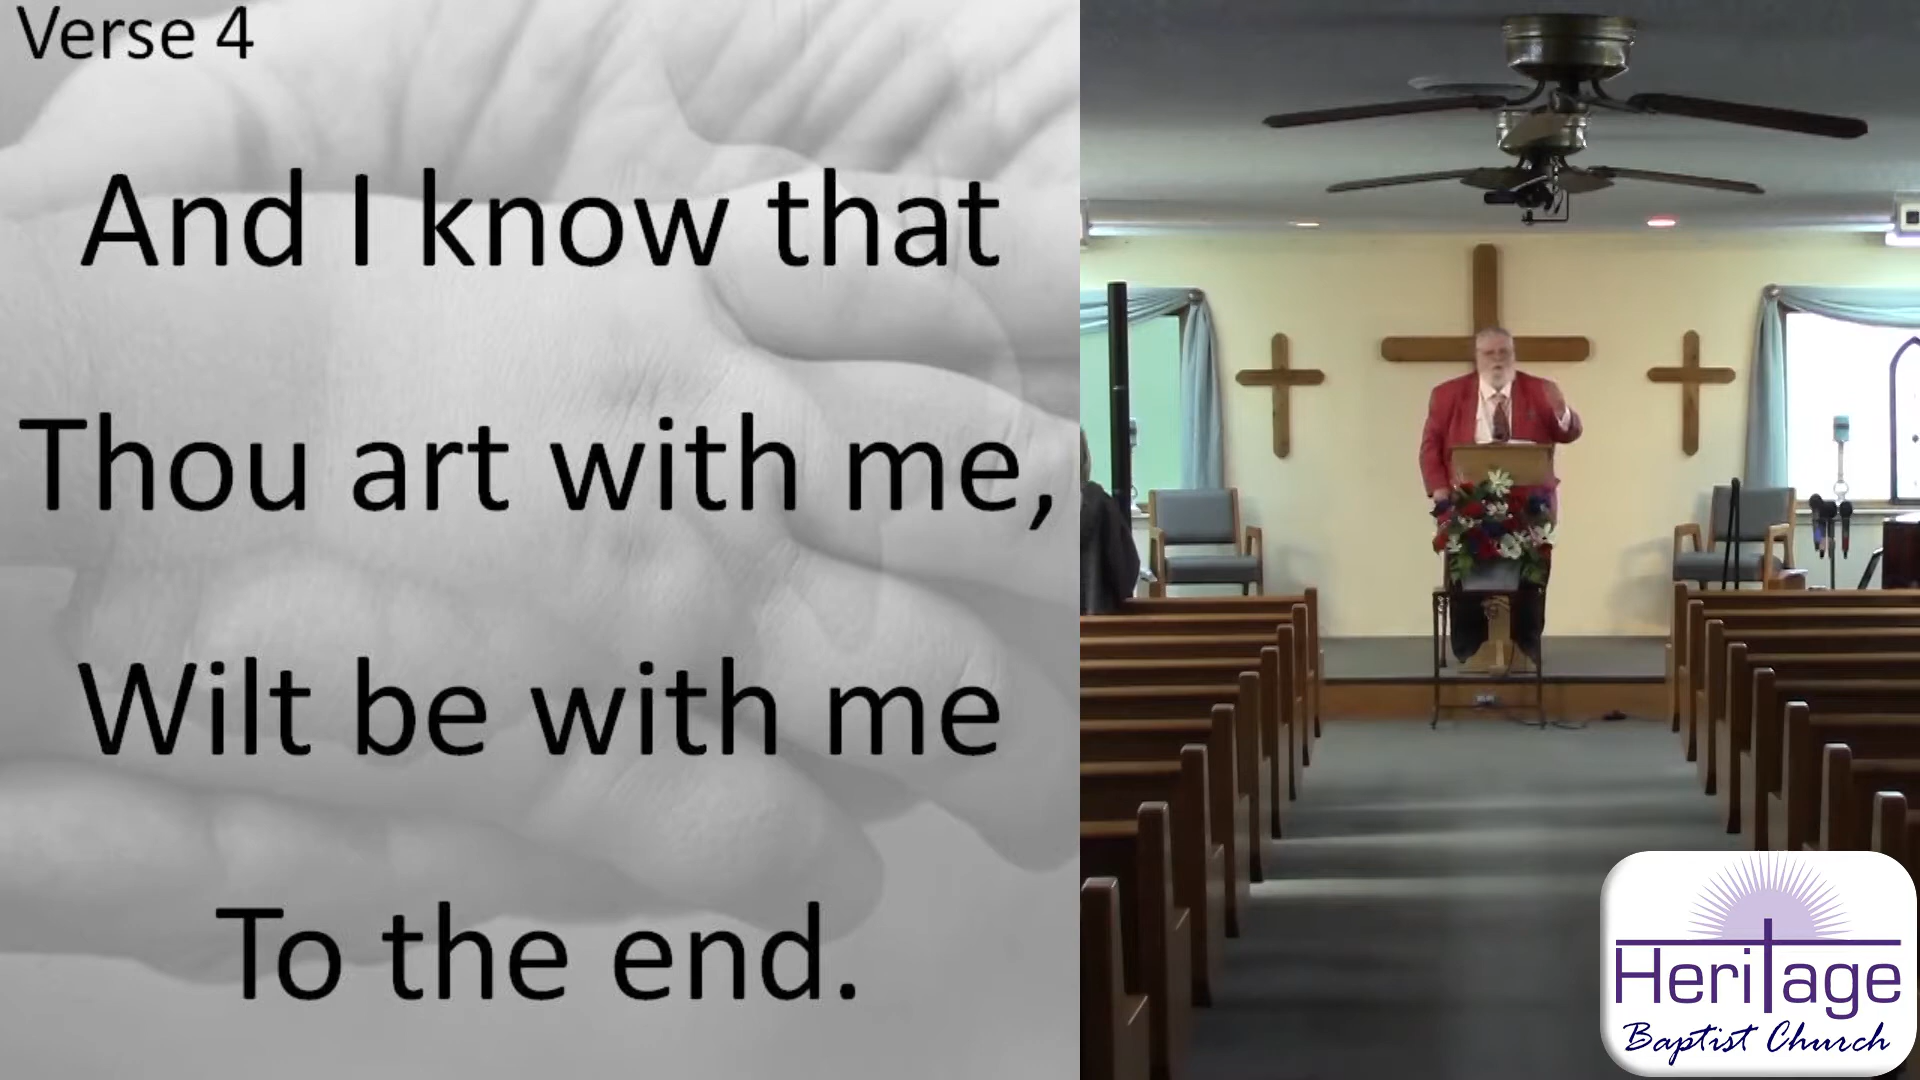 Verse 4
And I know that
Thou art with me,
Wilt be with me
To the end.
Heritage
Baptist Church